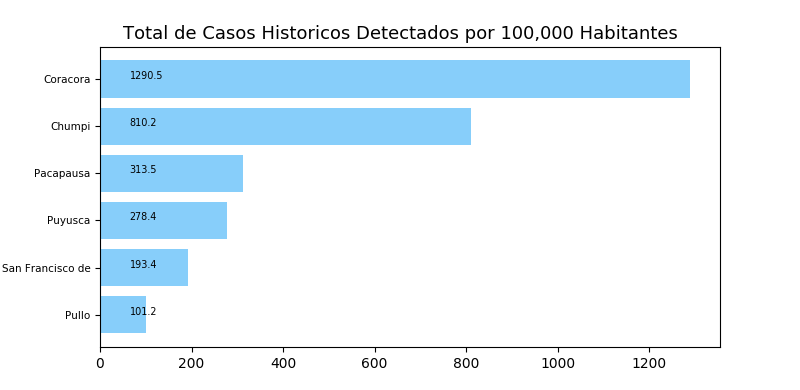 Total de Casos Historicos Detectados por 100,000 Habitantes
Coracora 1290.5
Chumpi 810.2
Pacapausa 313.5
Puyusca 278.4
San Francisco de 193.4
Pullo 101.2
0 200 400 600 800 1000 1200